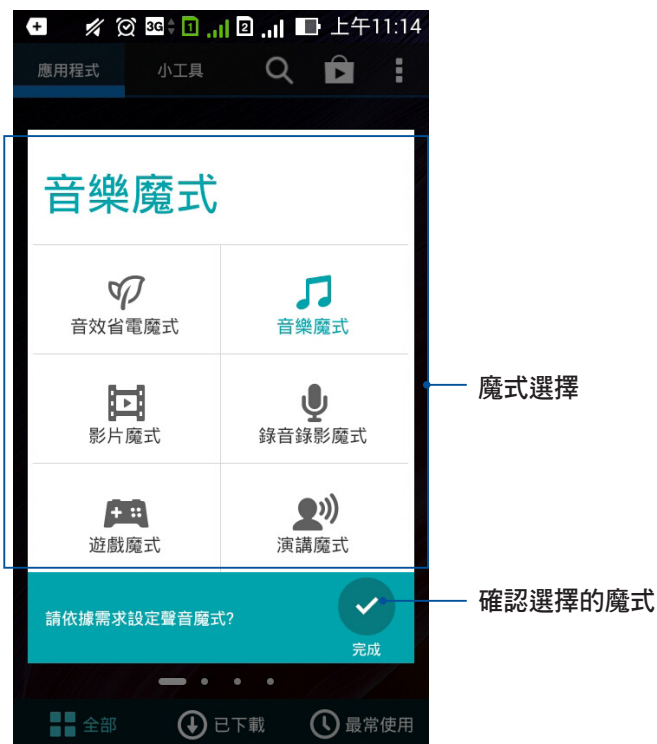 3G 1 2 上午11:14
應用程式 小工具
音樂魔式
音效省電魔式 音樂魔式
影片魔式 錄音錄影魔式
魔式選擇
遊戲魔式 演講魔式
請依據需求設定聲音魔式?
完成
確認選擇的魔式
全部 已下載 最常使用